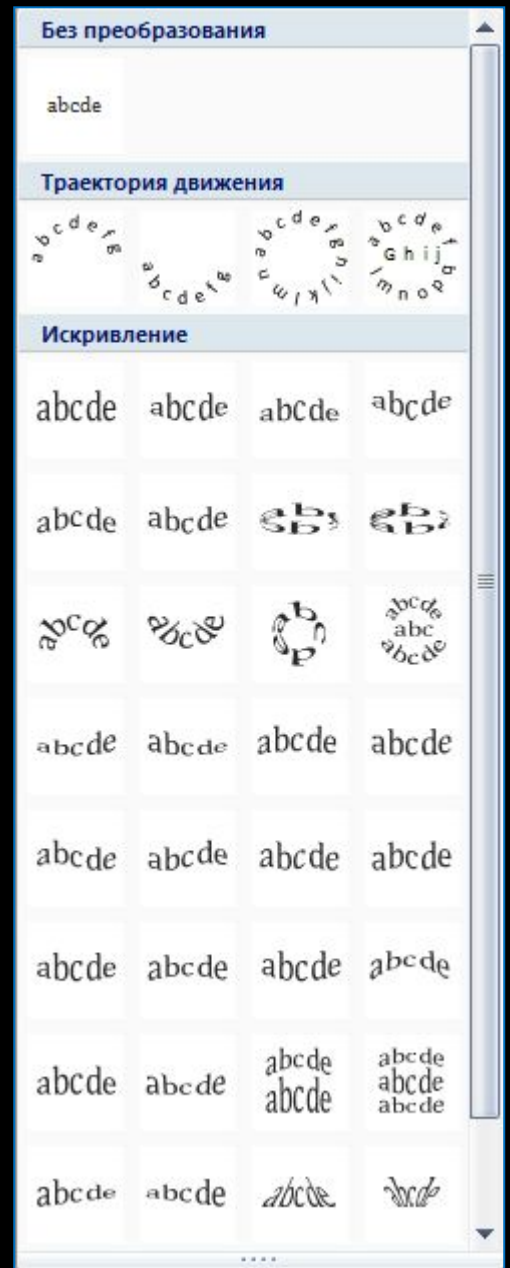 Без преобразования
abcde
Траектория движения
abcdefg abcdefg abcdefghijklmn abcdef Ghij lmnopq
Искривление
abcde abcde abcde abcde
abcde abcde
abcde abcde abcde abc abcde
abcde abcde abcde abcde
abcde abcde abcde abcde
abcde abcde abcde abcde
abcde abcde abcde abcde
abcde abcde abcde
abcde abcde abcde abcde